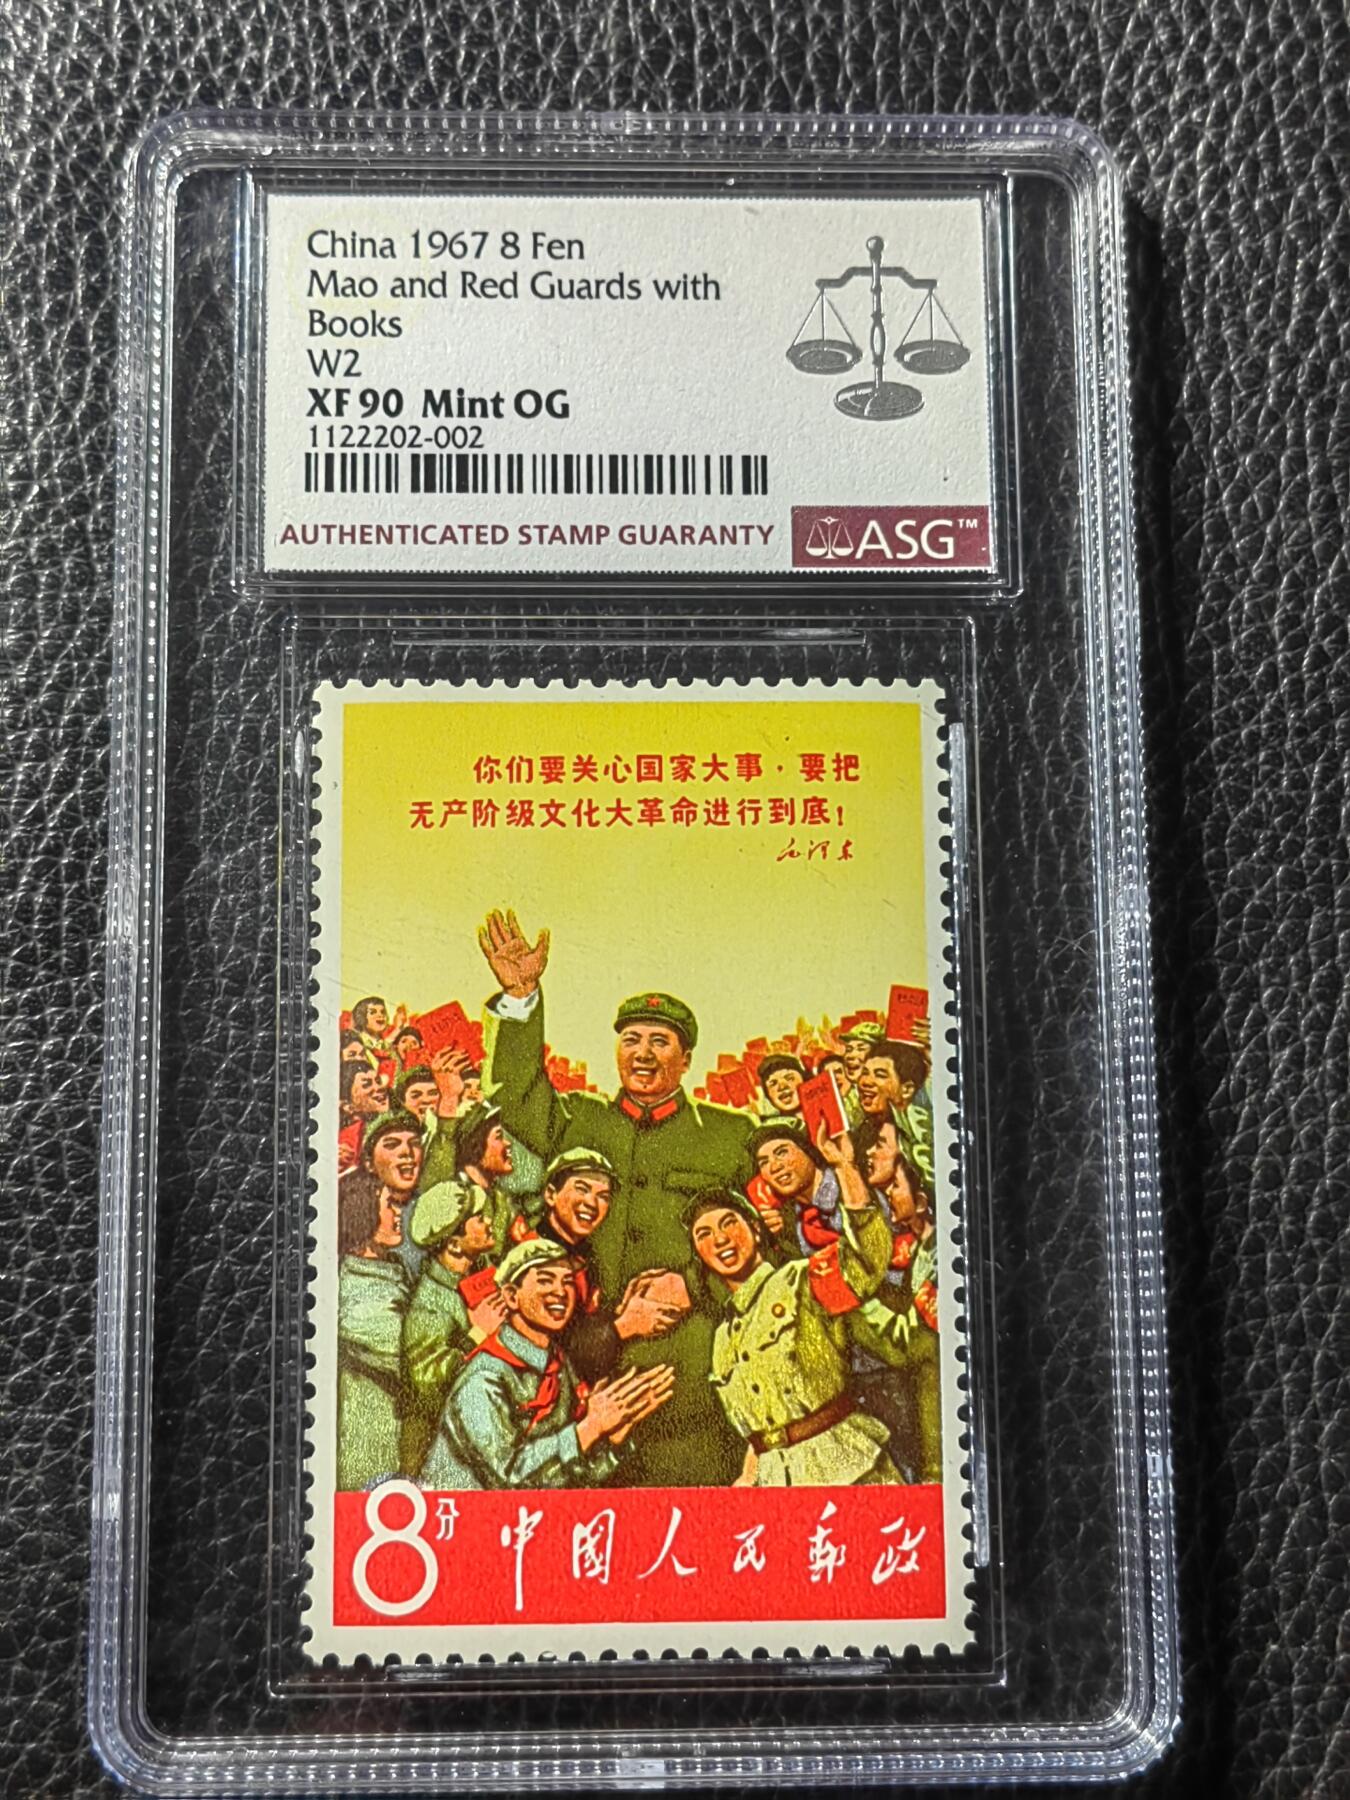 China 1967 8 Fen
Mao and Red Guards with
Books
W2
XF 90 Mint OG
1122202-002
AUTHENTICATED STAMP GUARANTY
ASG™
你们要关心国家大事·要把
无产阶级文化大革命进行到底!
毛泽东
8分 中國人民郵政